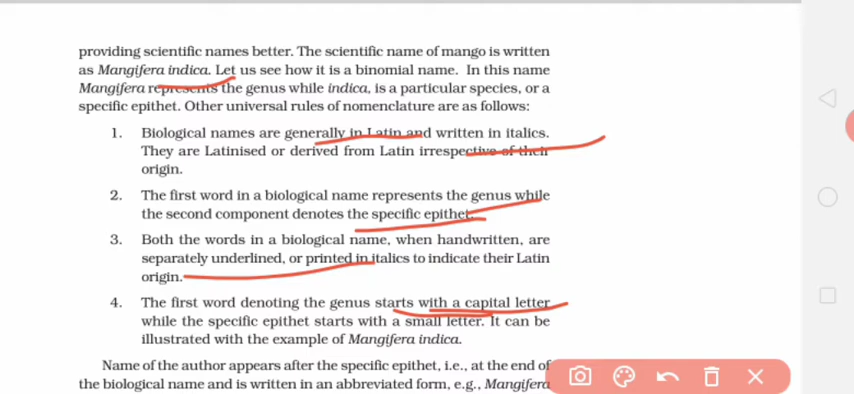 providing scientific names better. The scientific name of mango is written
as Mangifera indica. Let us see how it is a binomial name. In this name
Mangifera represents the genus while indica, is a particular species, or a
specific epithet. Other universal rules of nomenclature are as follows:
1. Biological names are generally in Latin and written in italics.
They are Latinised or derived from Latin irrespective of their
origin.
2. The first word in a biological name represents the genus while
the second component denotes the specific epithet.
3. Both the words in a biological name, when handwritten, are
separately underlined, or printed in italics to indicate their Latin
origin.
4. The first word denoting the genus starts with a capital letter
while the specific epithet starts with a small letter. It can be
illustrated with the example of Mangifera indica.
Name of the author appears after the specific epithet, i.e., at the end of
the biological name and is written in an abbreviated form, e.g., Mangifera